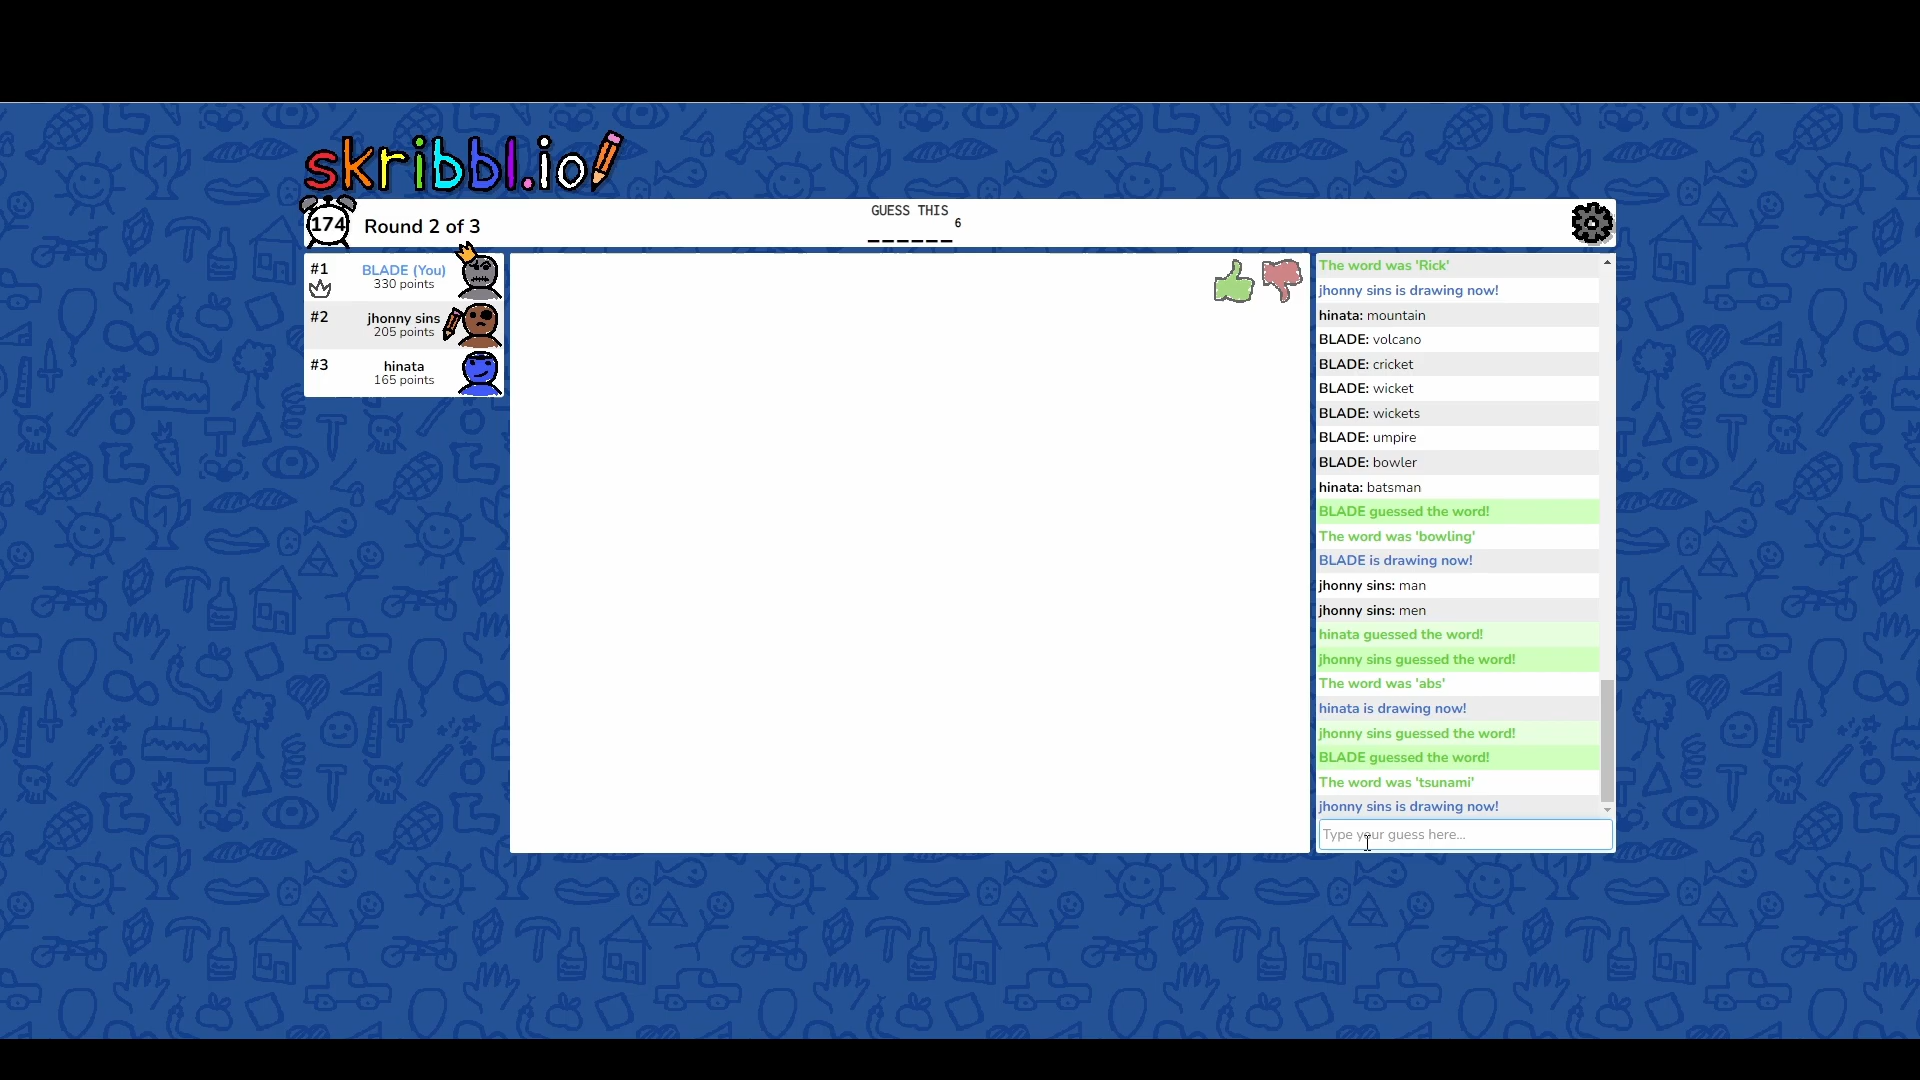 skribbl.io
174
Round 2 of 3
GUESS THIS
______ 6
#1 BLADE (You)
330 points
#2 jhonny sins
205 points
#3 hinata
165 points
The word was 'Rick'
jhonny sins is drawing now!
hinata: mountain
BLADE: volcano
BLADE: cricket
BLADE: wicket
BLADE: wickets
BLADE: umpire
BLADE: bowler
hinata: batsman
BLADE guessed the word!
The word was 'bowling'
BLADE is drawing now!
jhonny sins: man
jhonny sins: men
hinata guessed the word!
jhonny sins guessed the word!
The word was 'abs'
hinata is drawing now!
jhonny sins guessed the word!
BLADE guessed the word!
The word was 'tsunami'
jhonny sins is drawing now!
Type your guess here...